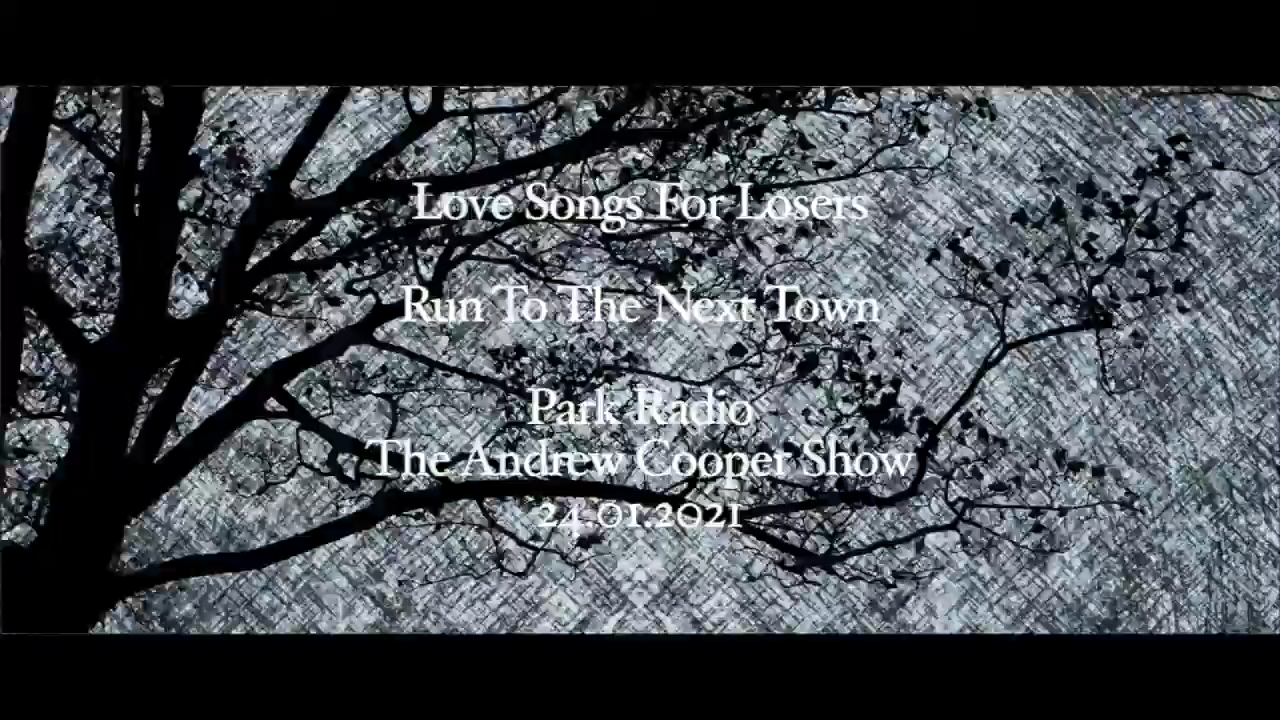 Love Songs For Losers
Run To The Next Town
Park Radio
The Andrew Cooper Show
24.01.2021